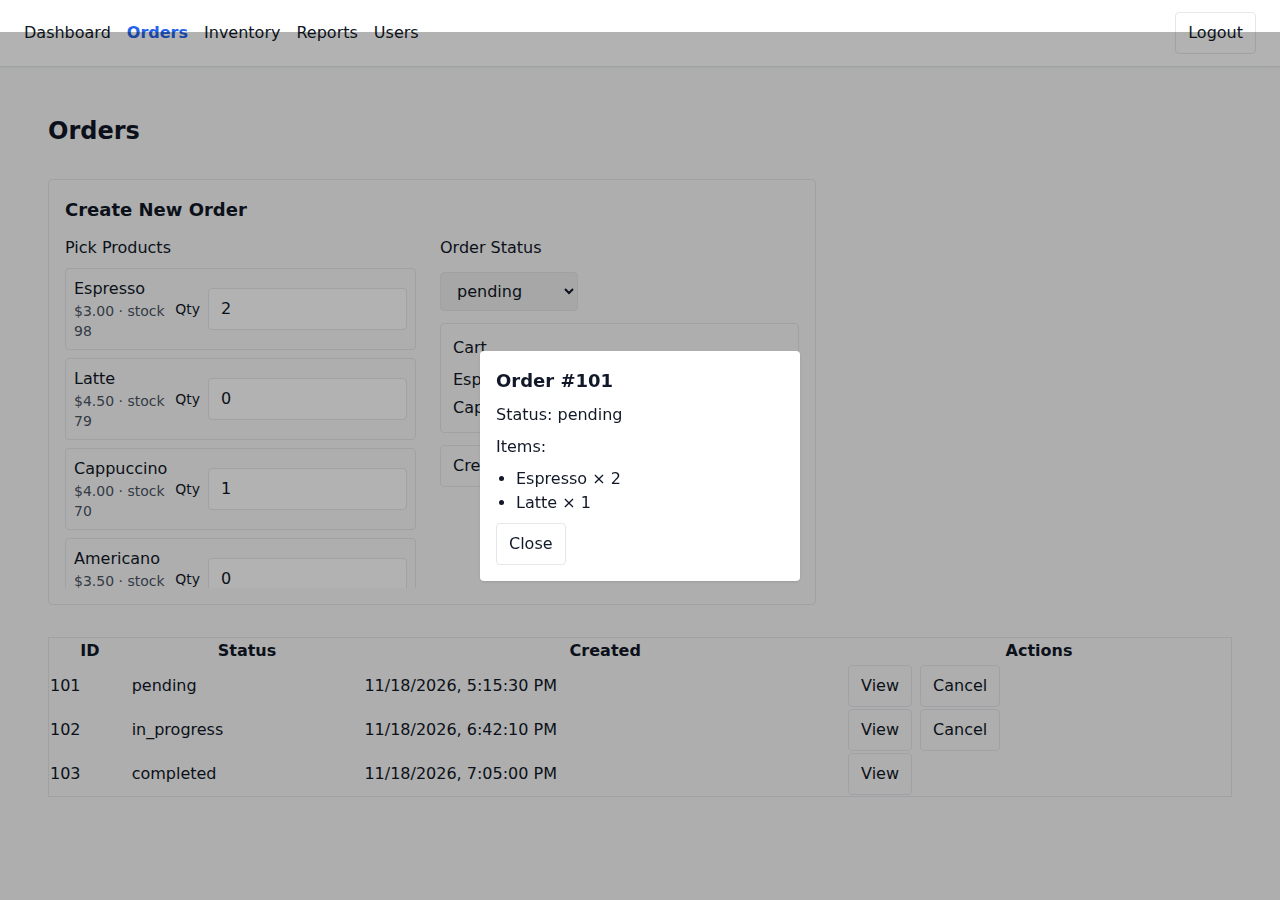 Dashboard Orders Inventory Reports Users Logout
Orders
Create New Order
Pick Products
Espresso
$3.00 · stock 98
Qty
2
Latte
$4.50 · stock 79
Qty
0
Cappuccino
$4.00 · stock 70
Qty
1
Americano
$3.50 · stock
Qty
0
Order Status
pending
Cart
Esp
Cap
Cre
Order #101
Status: pending
Items:
• Espresso × 2
• Latte × 1
Close
ID Status Created Actions
101 pending 11/18/2026, 5:15:30 PM View Cancel
102 in_progress 11/18/2026, 6:42:10 PM View Cancel
103 completed 11/18/2026, 7:05:00 PM View